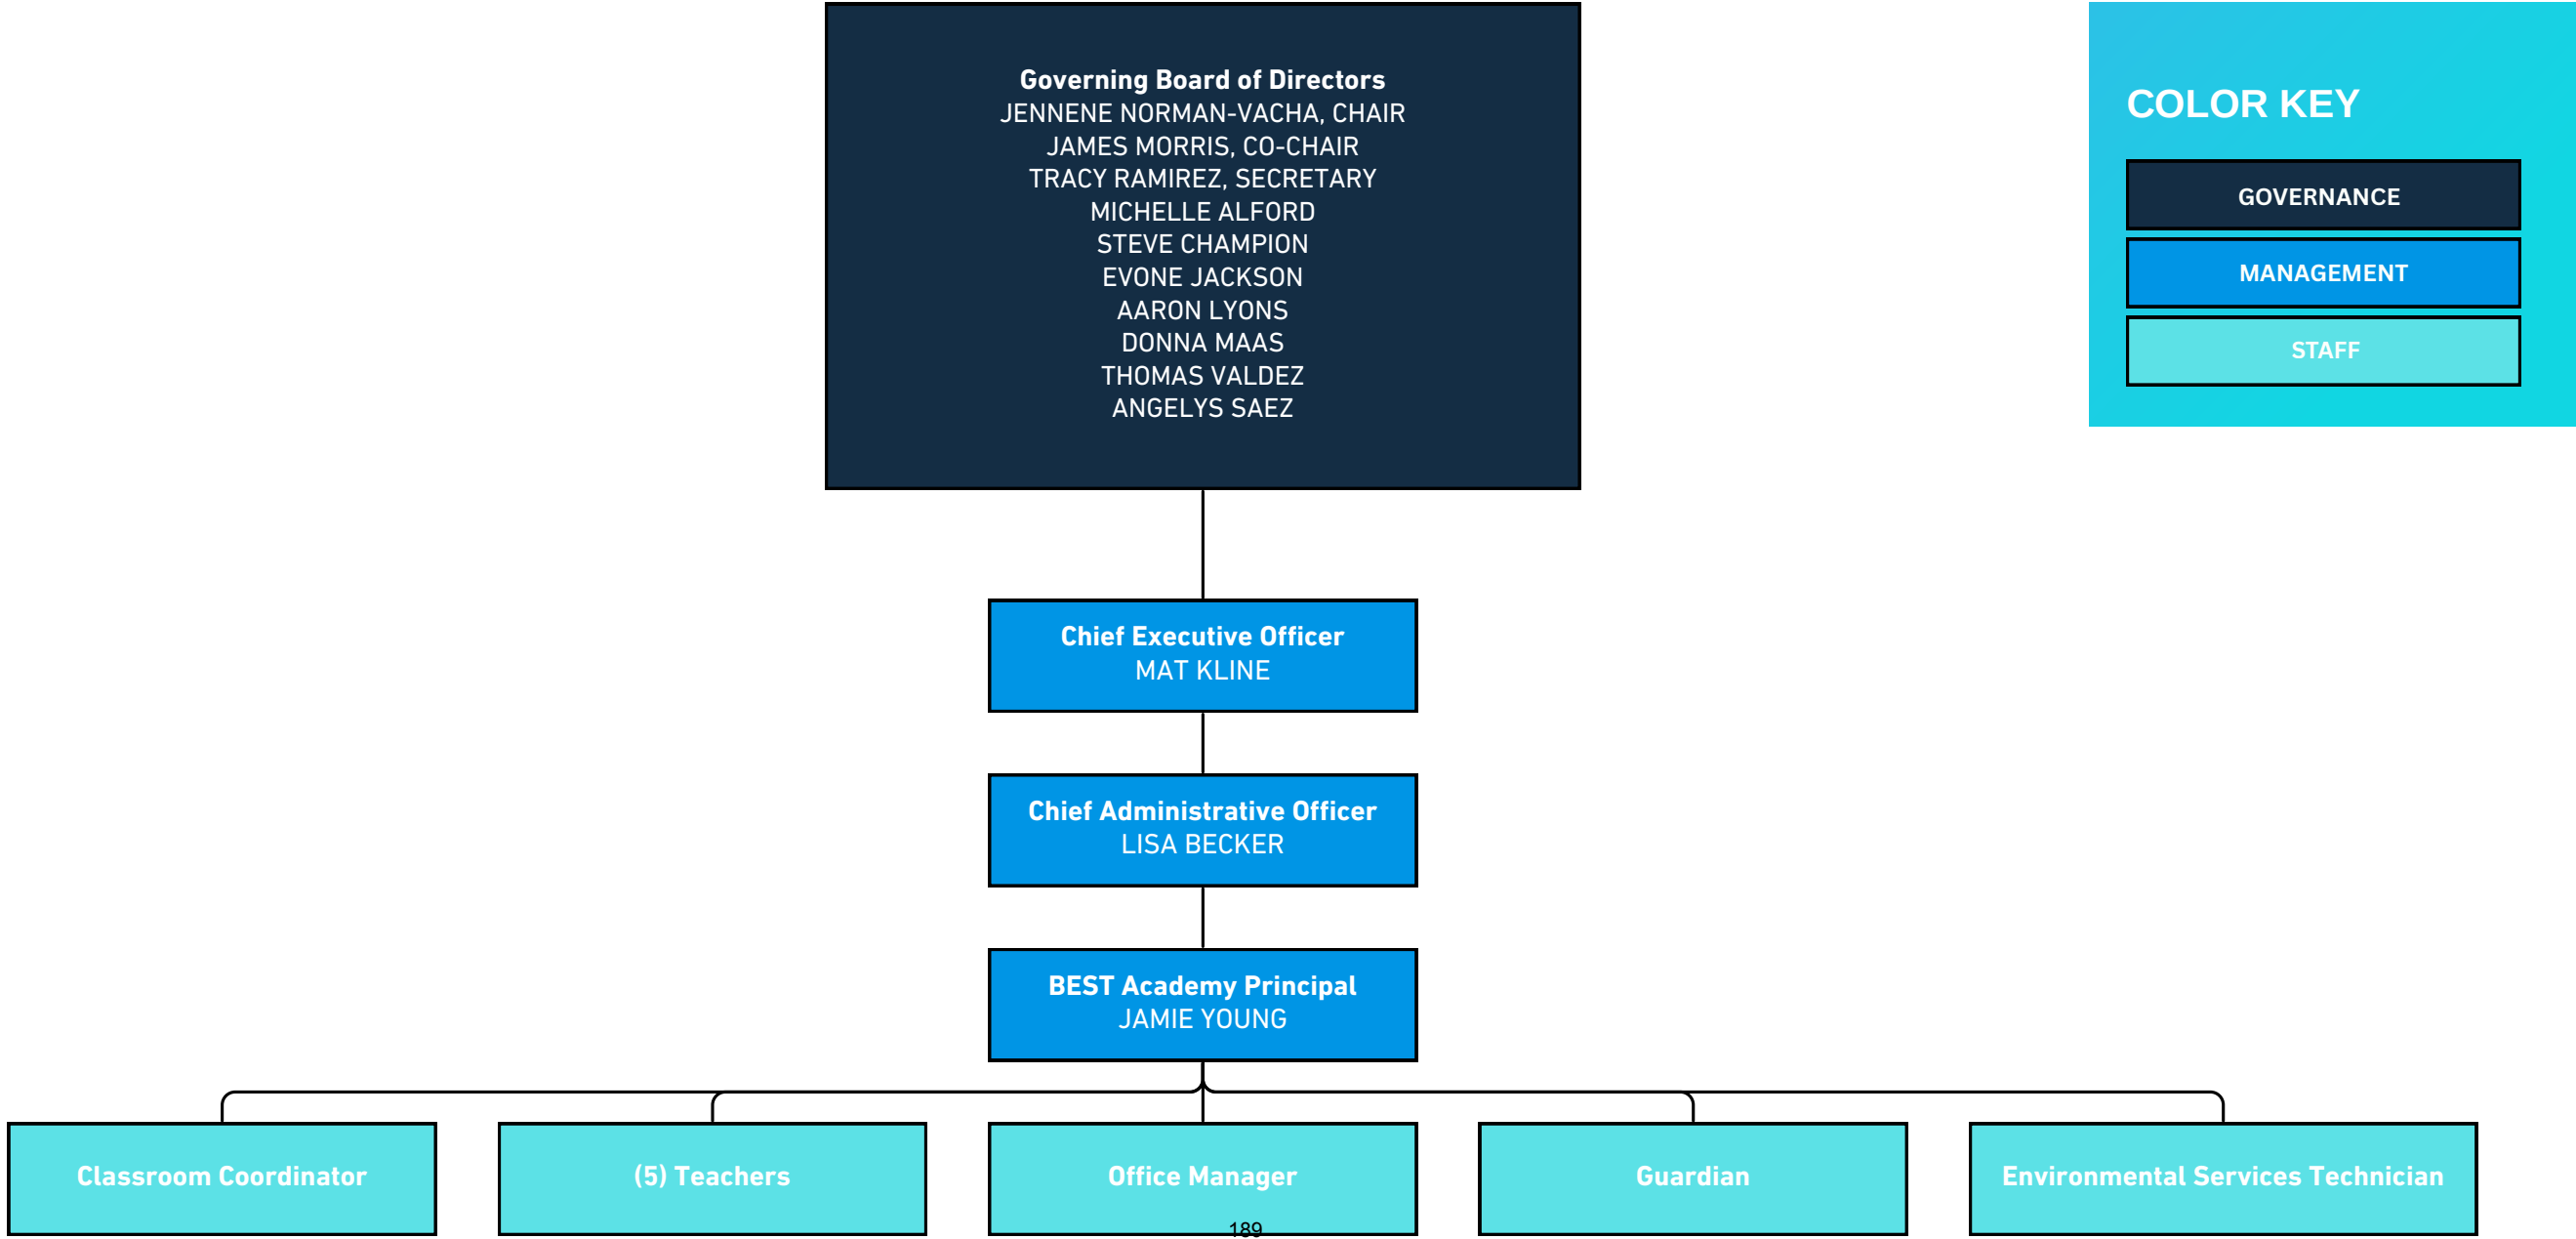 Governing Board of Directors
JENNENE NORMAN-VACHA, CHAIR
JAMES MORRIS, CO-CHAIR
TRACY RAMIREZ, SECRETARY
MICHELLE ALFORD
STEVE CHAMPION
EVONE JACKSON
AARON LYONS
DONNA MAAS
THOMAS VALDEZ
ANGELYS SAEZ
COLOR KEY
GOVERNANCE
MANAGEMENT
STAFF
Chief Executive Officer
MAT KLINE
Chief Administrative Officer
LISA BECKER
BEST Academy Principal
JAMIE YOUNG
Classroom Coordinator
(5) Teachers
Office Manager
Guardian
Environmental Services Technician
189